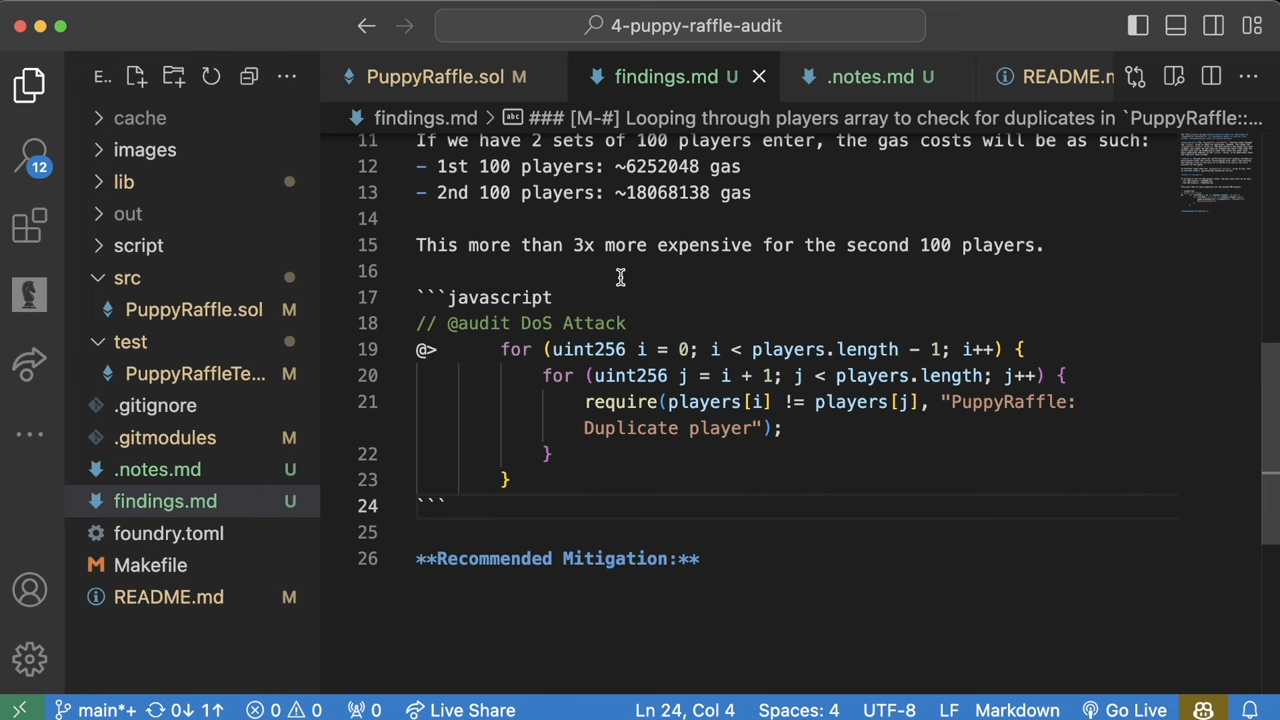 4-puppy-raffle-audit
E..
PuppyRaffle.sol M
findings.md U
.notes.md U
README.m
findings.md > ### [M-#] Looping through players array to check for duplicates in `PuppyRaffle::...
cache
images
12
lib
out
script
src
PuppyRaffle.sol M
test
PuppyRaffleTe... M
.gitignore
.gitmodules M
.notes.md U
findings.md U
foundry.toml
Makefile
README.md M
11 If we have 2 sets of 100 players enter, the gas costs will be as such:
12 - 1st 100 players: ~6252048 gas
13 - 2nd 100 players: ~18068138 gas
14
15 This more than 3x more expensive for the second 100 players.
16
17 ```javascript
18 // @audit DoS Attack
19 @> for (uint256 i = 0; i < players.length - 1; i++) {
20 for (uint256 j = i + 1; j < players.length; j++) {
21 require(players[i] != players[j], "PuppyRaffle:
Duplicate player");
22 }
23 }
24 ```
25
26 **Recommended Mitigation:**
main*+ 0↓ 1↑ 0 0 0 Live Share Ln 24, Col 4 Spaces: 4 UTF-8 LF Markdown Go Live